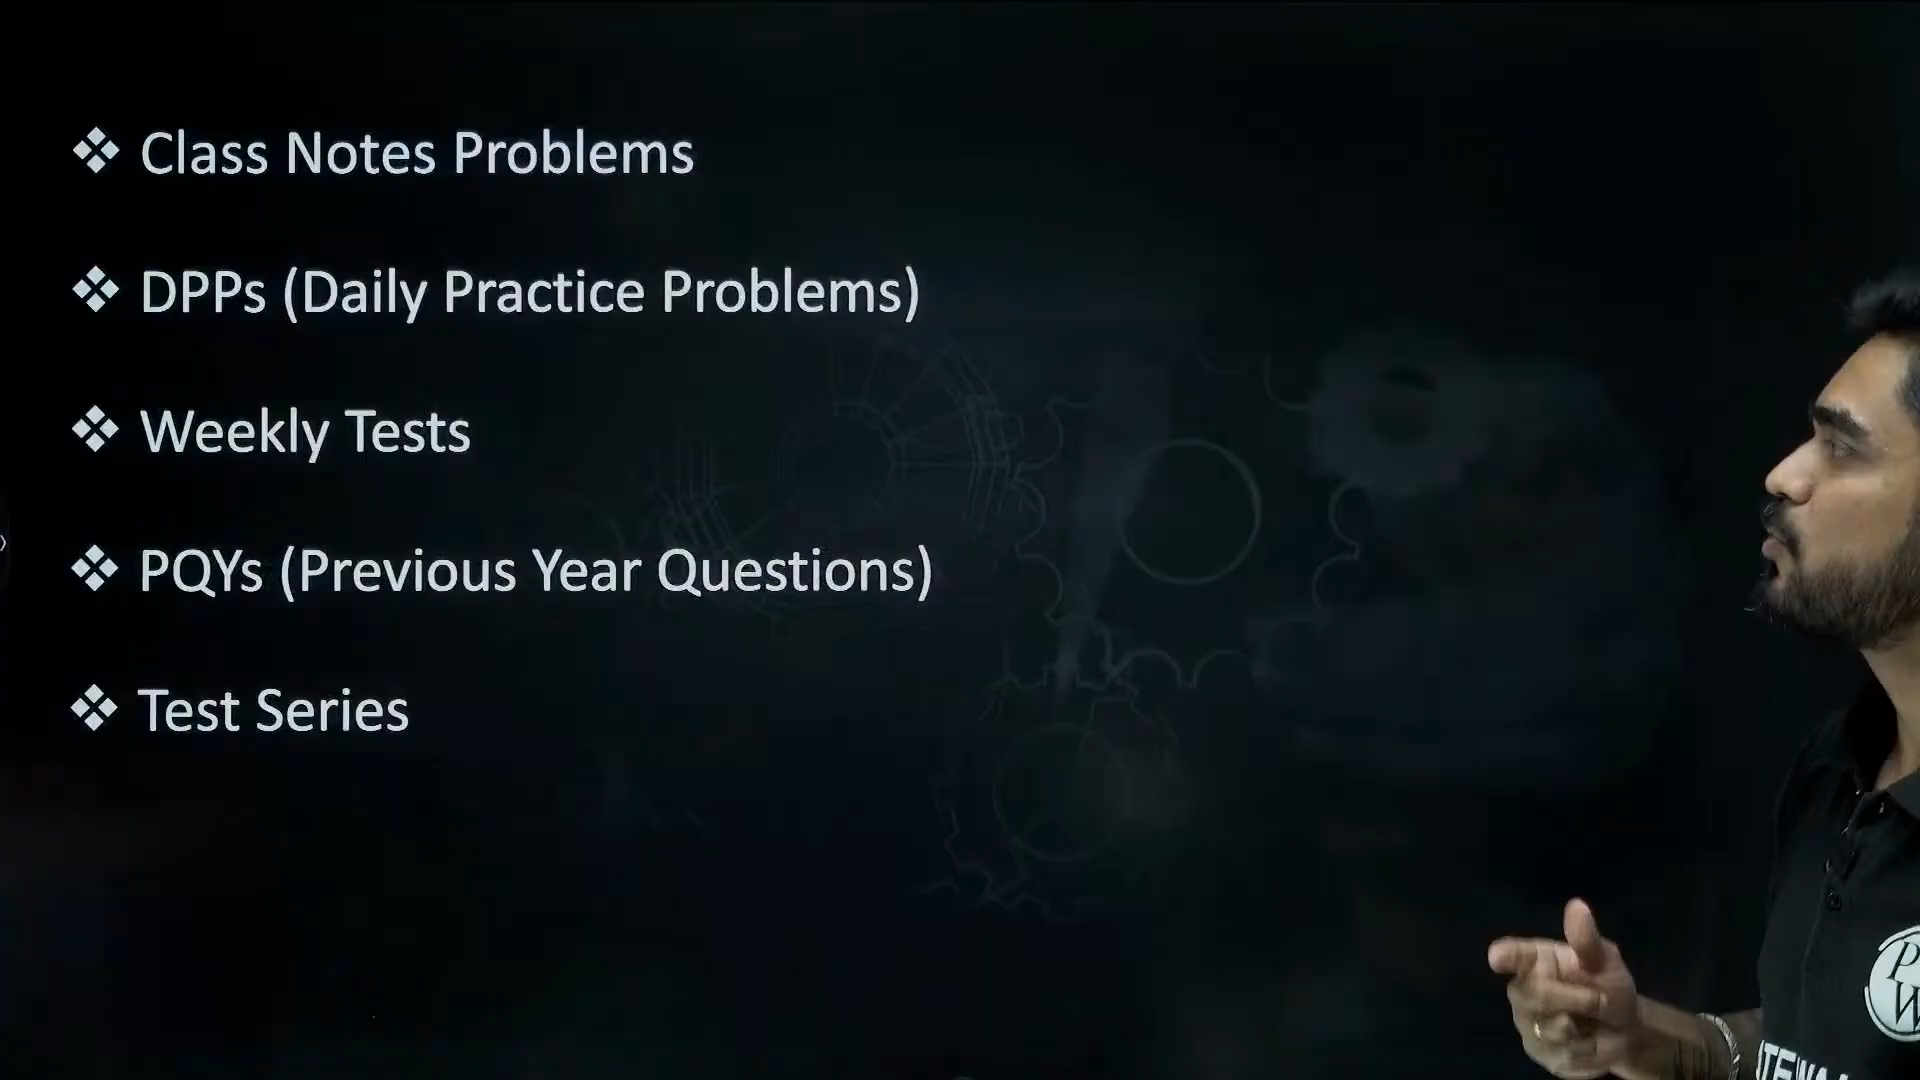 ❖ Class Notes Problems
❖ DPPs (Daily Practice Problems)
❖ Weekly Tests
❖ PQYs (Previous Year Questions)
❖ Test Series
P
W